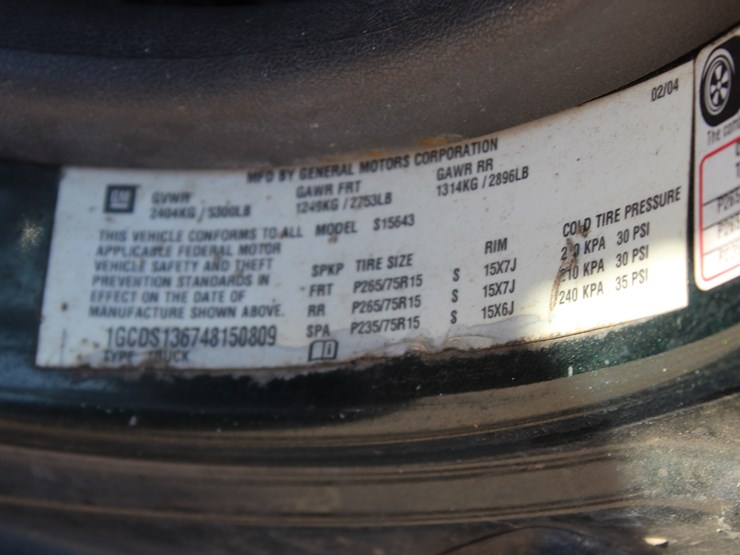 02/04
MFD BY GENERAL MOTORS CORPORATION
GM
GVWR GAWR FRT GAWR RR
2404KG / 5300LB 1249KG / 2753LB 1314KG / 2896LB
THIS VEHICLE CONFORMS TO ALL
APPLICABLE FEDERAL MOTOR
VEHICLE SAFETY AND THEFT
PREVENTION STANDARDS IN
EFFECT ON THE DATE OF
MANUFACTURE SHOWN ABOVE.
1GCDS136748150809
TYPE TRUCK
MODEL S15643
SPKP TIRE SIZE RIM COLD TIRE PRESSURE
FRT P265/75R15 S 15X7J KPA 30 PSI
RR P265/75R15 S 15X7J 210 KPA 30 PSI
SPA P235/75R15 S 15X6J 240 KPA 35 PSI
The